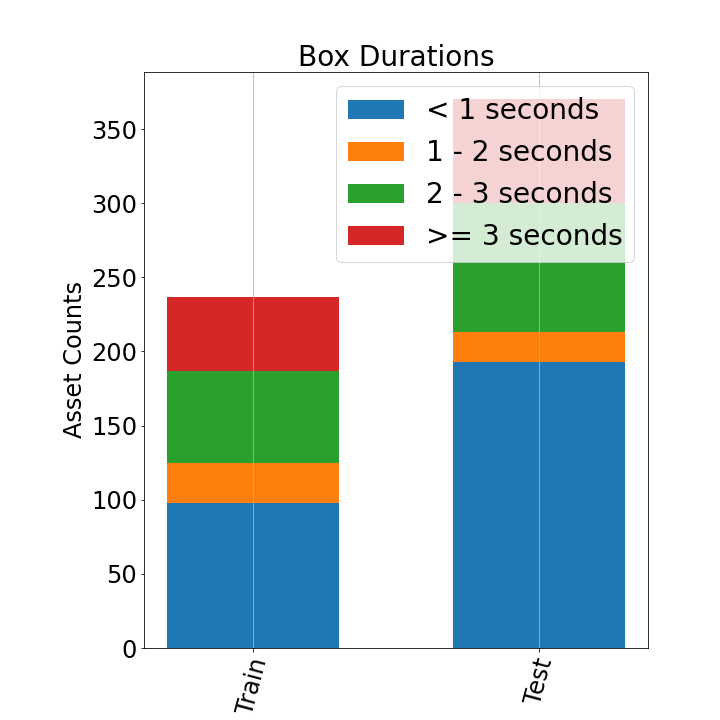 Box Durations
< 1 seconds
1 - 2 seconds
2 - 3 seconds
>= 3 seconds
Asset Counts
350
300
250
200
150
100
50
0
Train
Test